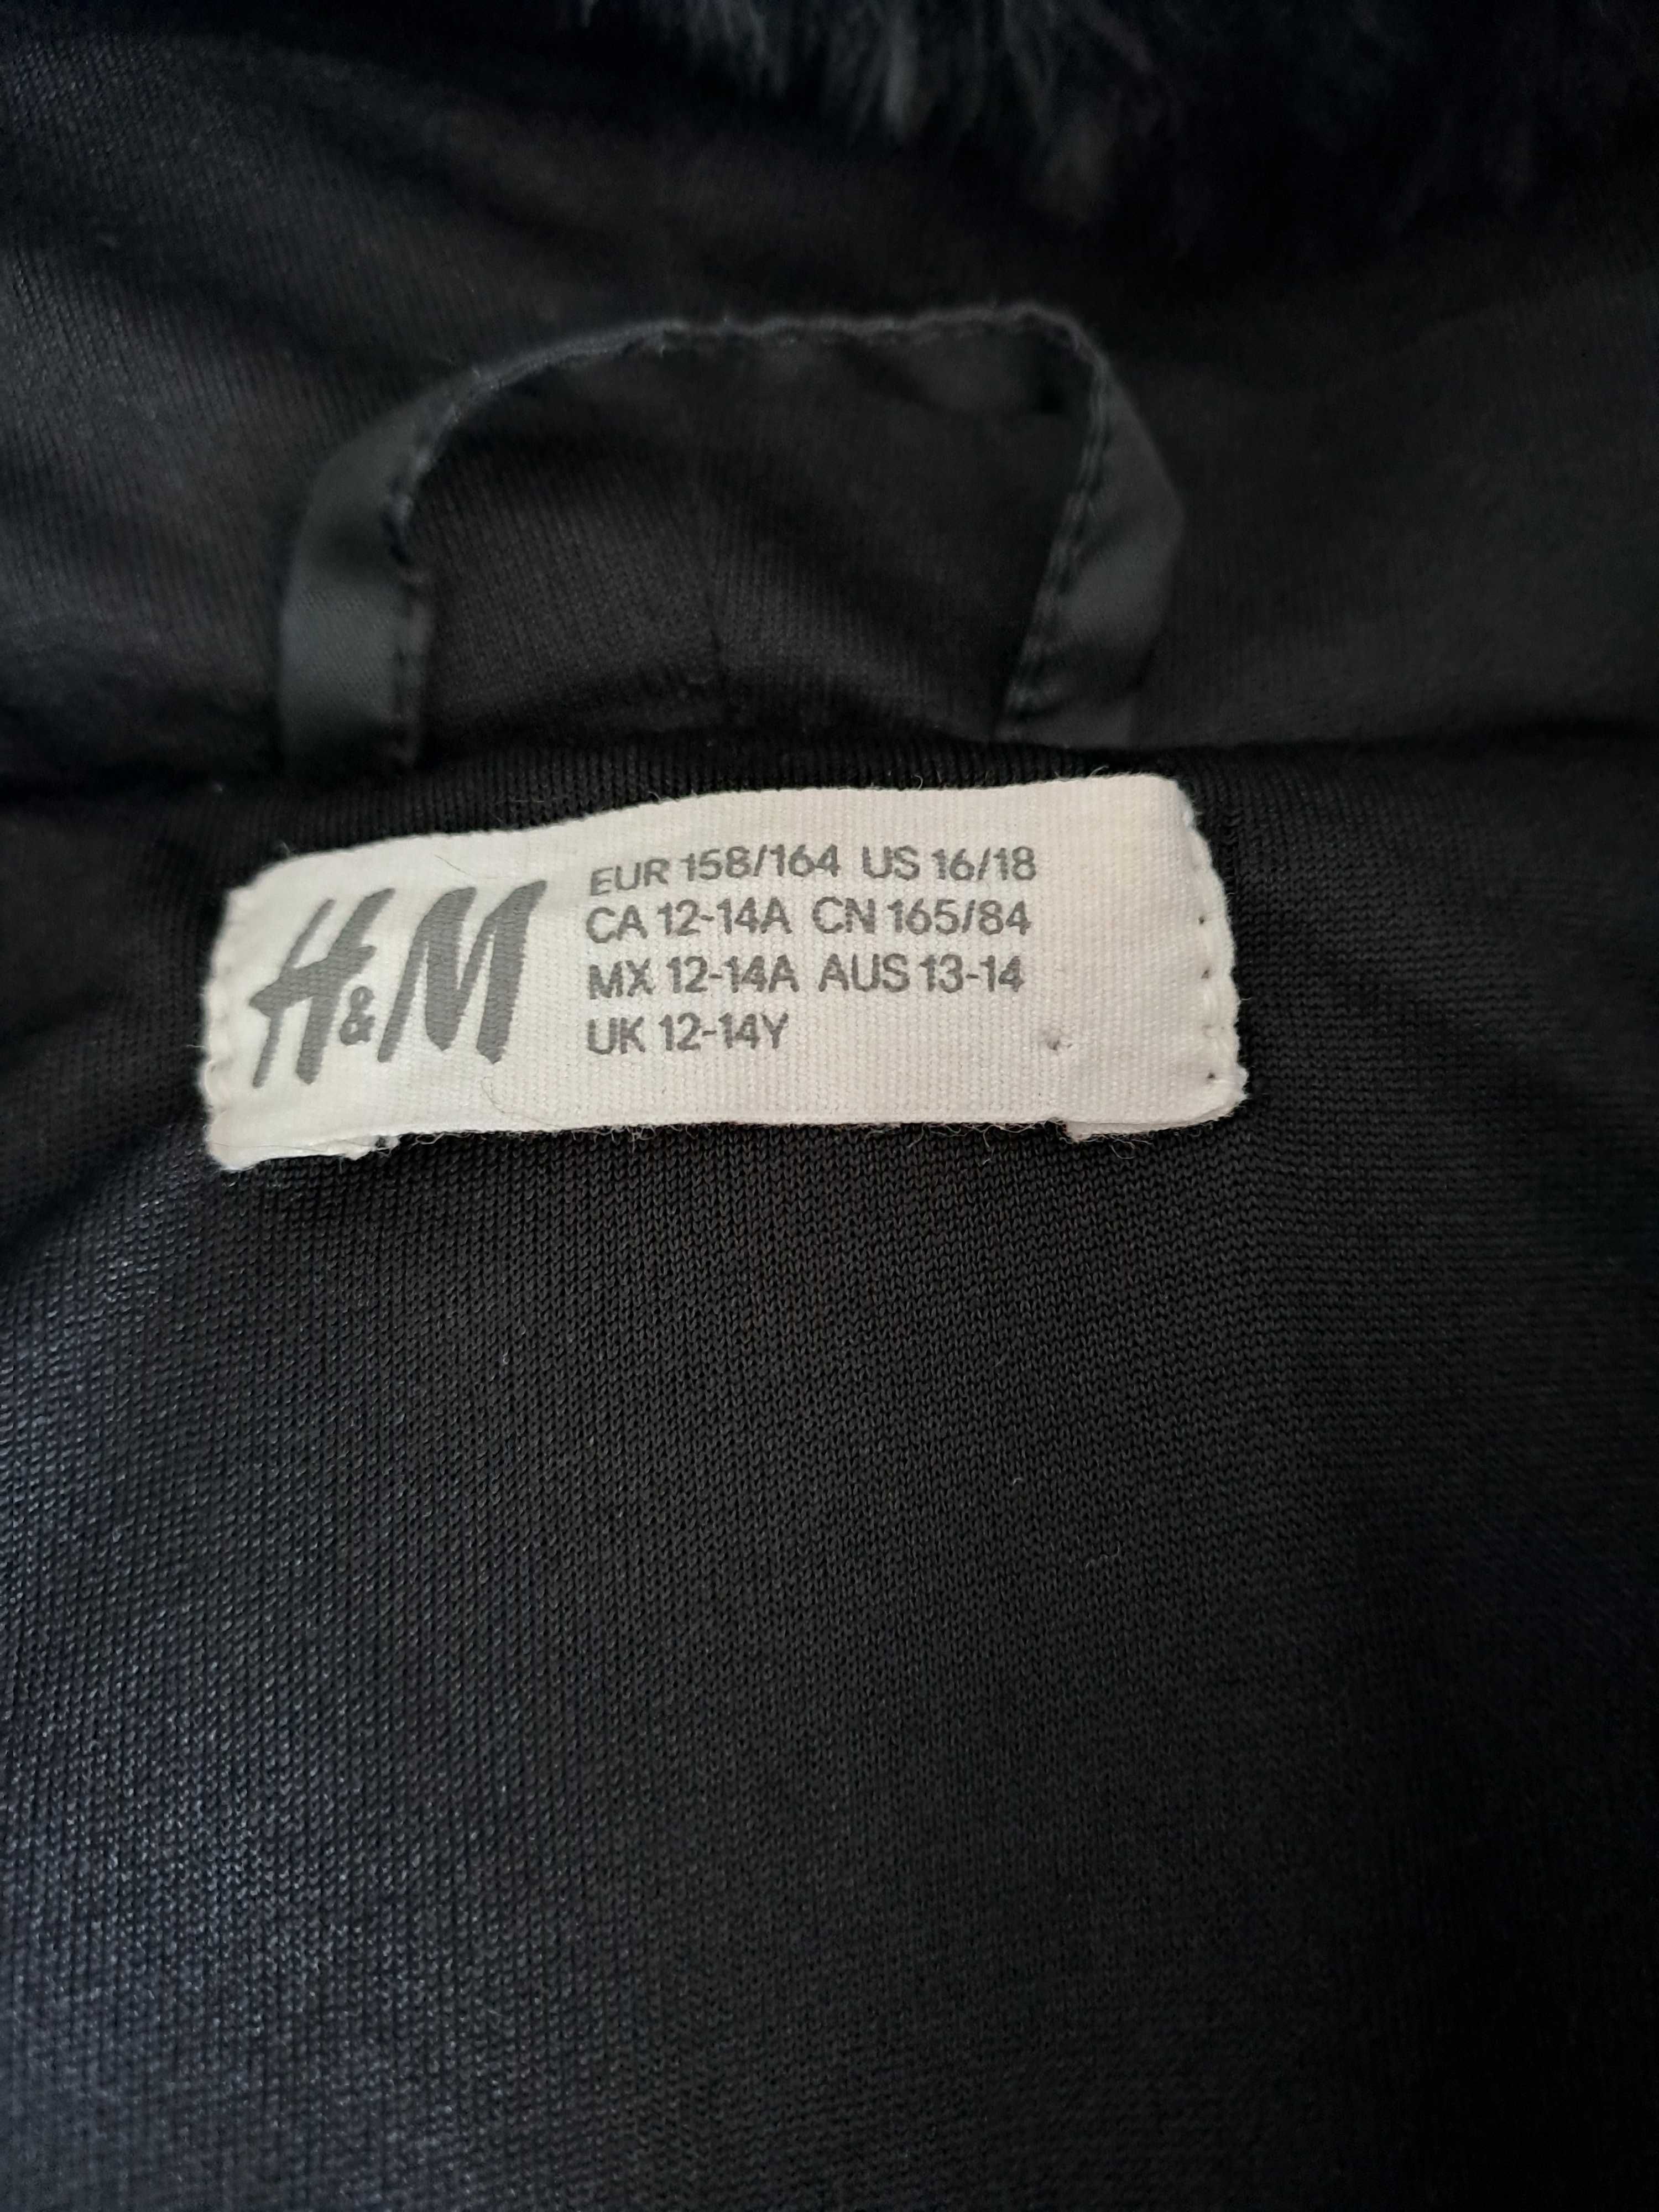 H&M
EUR 158/164 US 16/18
CA 12-14A CN 165/84
MX 12-14A AUS 13-14
UK 12-14Y